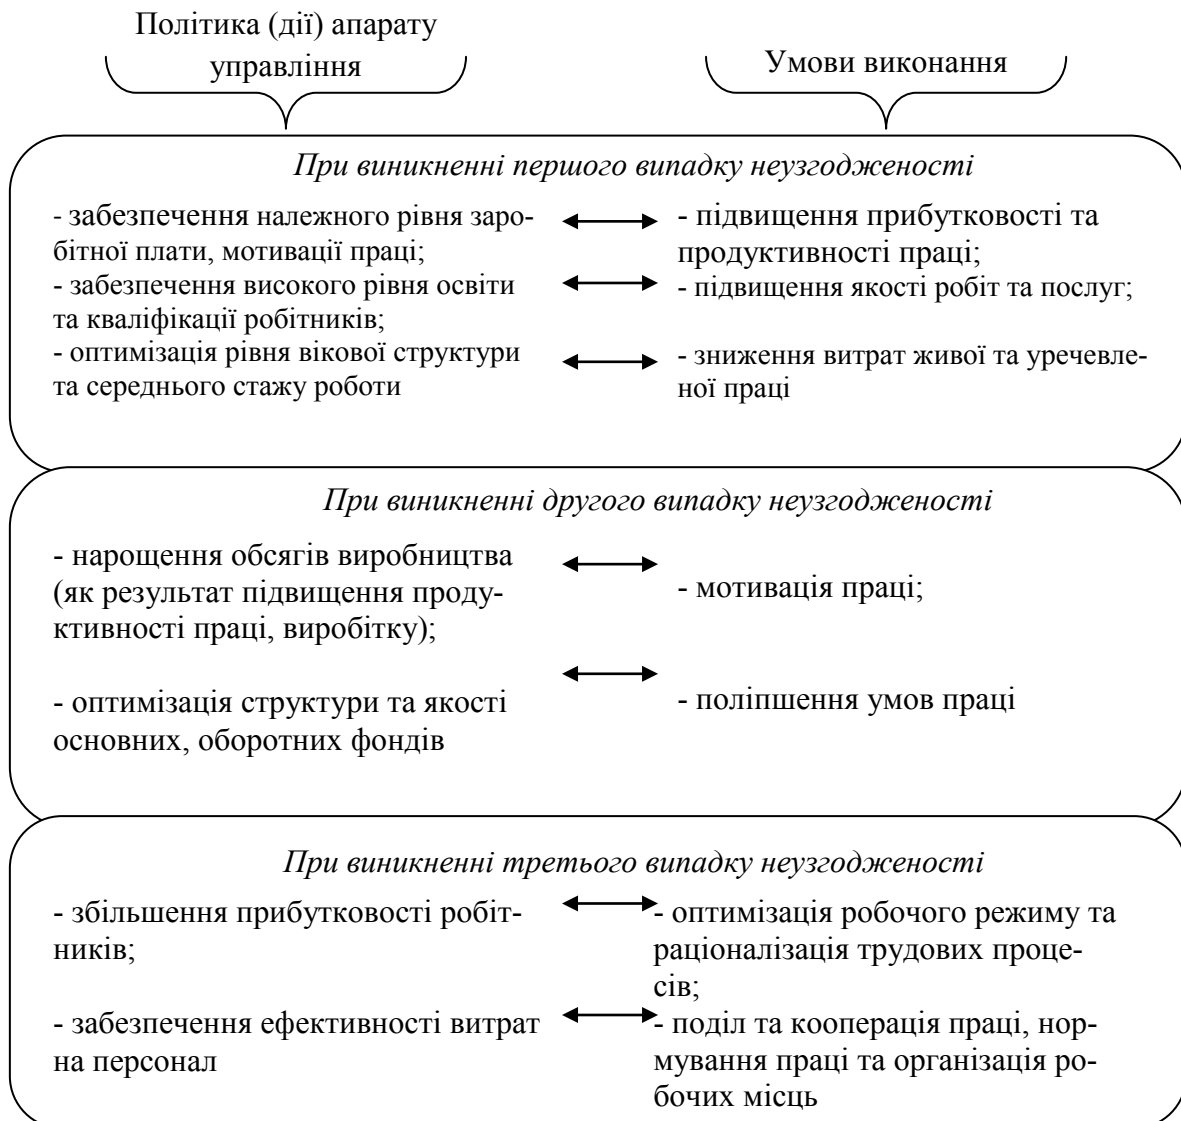 Політика (дії) апарату
управління
Умови виконання
При виникненні першого випадку неузгодженості
- забезпечення належного рівня заро-
бітної плати, мотивації праці;
- забезпечення високого рівня освіти
та кваліфікації робітників;
- оптимізація рівня вікової структури
та середнього стажу роботи
- підвищення прибутковості та
продуктивності праці;
- підвищення якості робіт та послуг;
- зниження витрат живої та уречевле-
ної праці
При виникненні другого випадку неузгодженості
- нарощення обсягів виробництва
(як результат підвищення проду-
ктивності праці, виробітку);
- оптимізація структури та якості
основних, оборотних фондів
- мотивація праці;
- поліпшення умов праці
При виникненні третього випадку неузгодженості
- збільшення прибутковості робіт-
ників;
- забезпечення ефективності витрат
на персонал
- оптимізація робочого режиму та
раціоналізація трудових проце-
сів;
- поділ та кооперація праці, нор-
мування праці та організація ро-
бочих місць